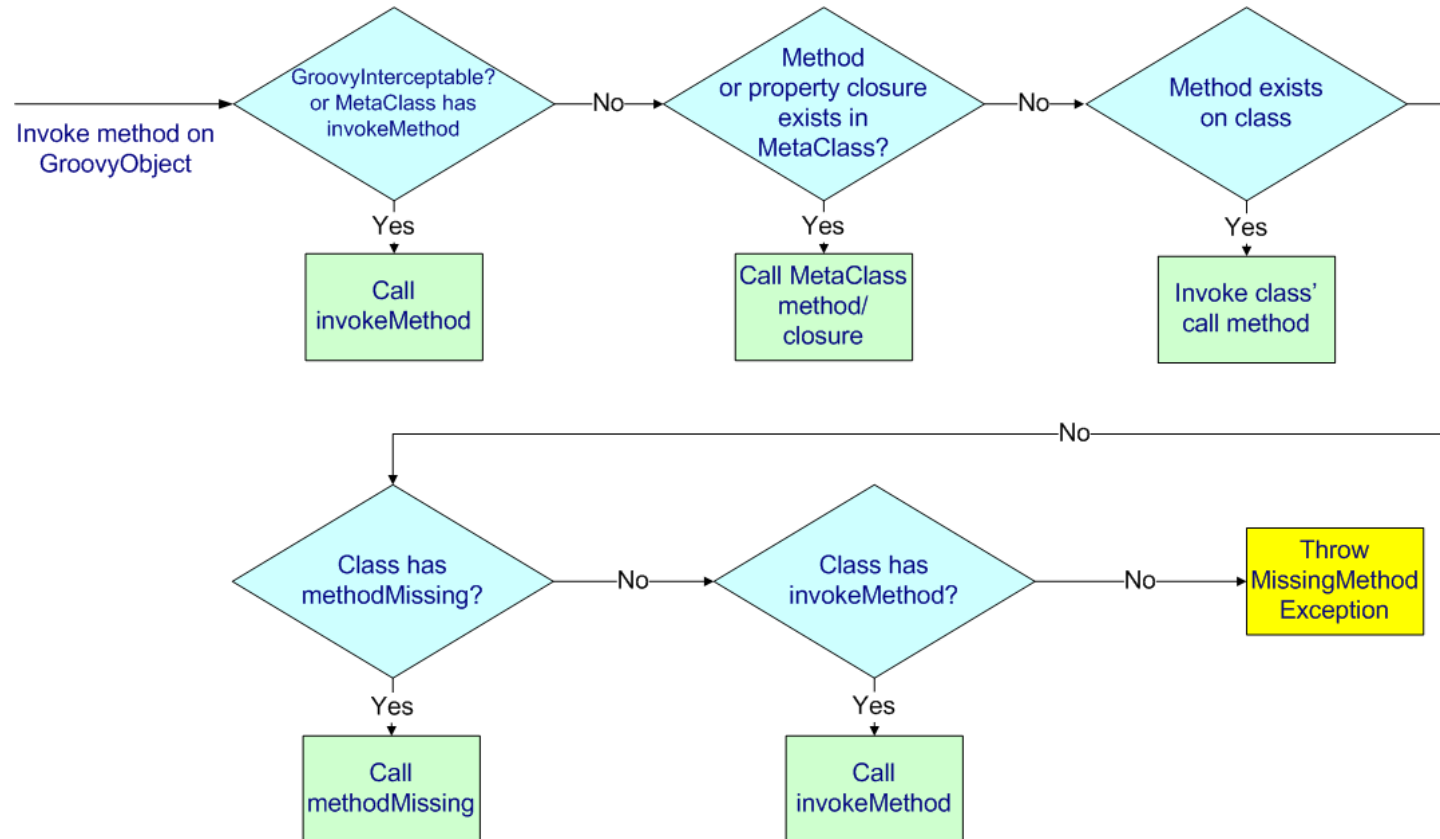 Invoke method on
GroovyObject
GroovyInterceptable?
or MetaClass has
invokeMethod
No
Method
or property closure
exists in
MetaClass?
No
Method exists
on class
Yes
Yes
Yes
Call
invokeMethod
Call MetaClass
method/
closure
Invoke class’
call method
No
Class has
methodMissing?
No
Class has
invokeMethod?
No
Throw
MissingMethod
Exception
Yes
Yes
Call
methodMissing
Call
invokeMethod